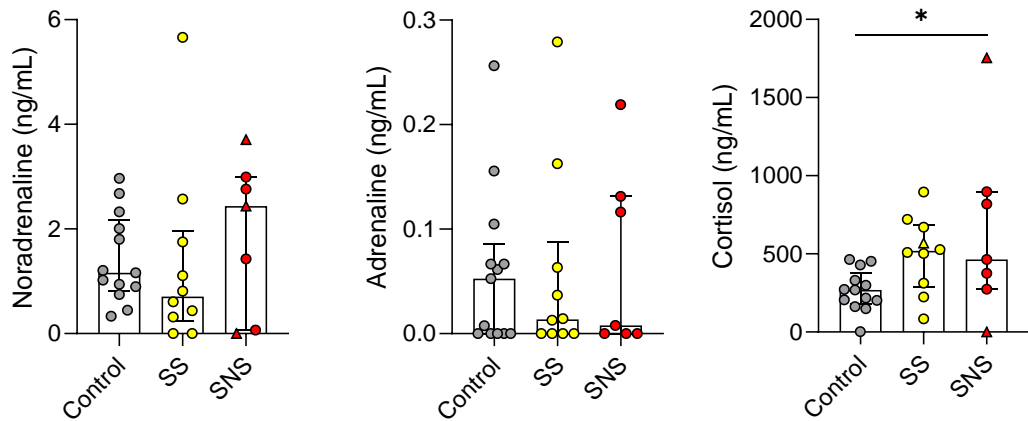 Noradrenaline (ng/mL)
6
4
2
0
Control
SS
SNS
Adrenaline (ng/mL)
0.3
0.2
0.1
0.0
Control
SS
SNS
Cortisol (ng/mL)
2000
1500
1000
500
0
*
Control
SS
SNS